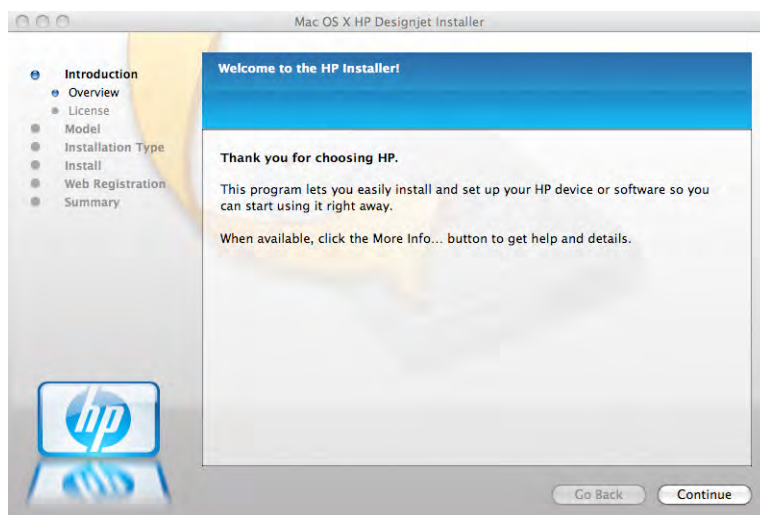 Mac OS X HP Designjet Installer
Introduction
Overview
License
Model
Installation Type
Install
Web Registration
Summary
Welcome to the HP Installer!
Thank you for choosing HP.
This program lets you easily install and set up your HP device or software so you
can start using it right away.
When available, click the More Info... button to get help and details.
hp
Go Back
Continue